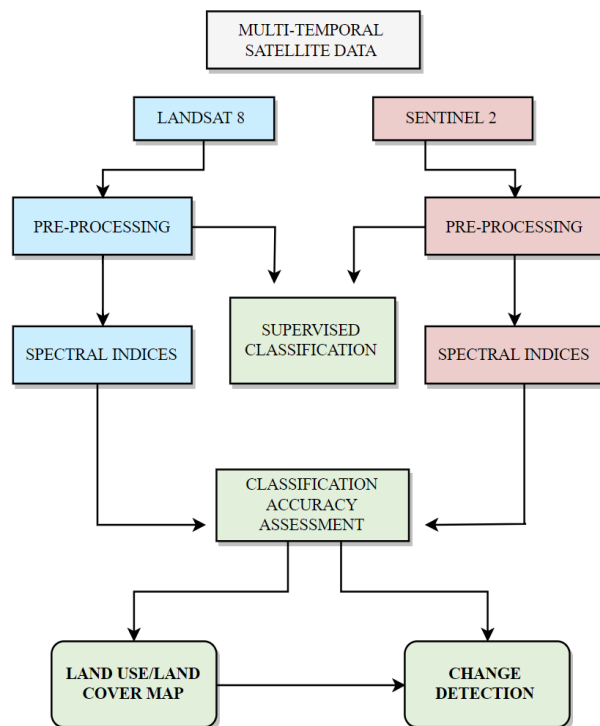 MULTI-TEMPORAL
SATELLITE DATA
LANDSAT 8
SENTINEL 2
PRE-PROCESSING
PRE-PROCESSING
SUPERVISED
CLASSIFICATION
SPECTRAL INDICES
SPECTRAL INDICES
CLASSIFICATION
ACCURACY
ASSESSMENT
LAND USE/LAND
COVER MAP
CHANGE
DETECTION